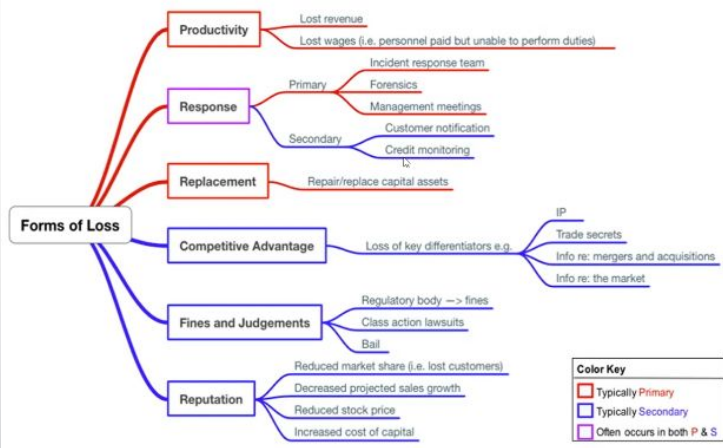 Forms of Loss
Productivity
Lost revenue
Lost wages (i.e. personnel paid but unable to perform duties)
Response
Primary
Incident response team
Forensics
Management meetings
Secondary
Customer notification
Credit monitoring
Replacement
Repair/replace capital assets
Competitive Advantage
Loss of key differentiators e.g.
IP
Trade secrets
Info re: mergers and acquisitions
Info re: the market
Fines and Judgements
Regulatory body —> fines
Class action lawsuits
Bail
Reputation
Reduced market share (i.e. lost customers)
Decreased projected sales growth
Reduced stock price
Increased cost of capital
Color Key
Typically Primary
Typically Secondary
Often occurs in both P & S